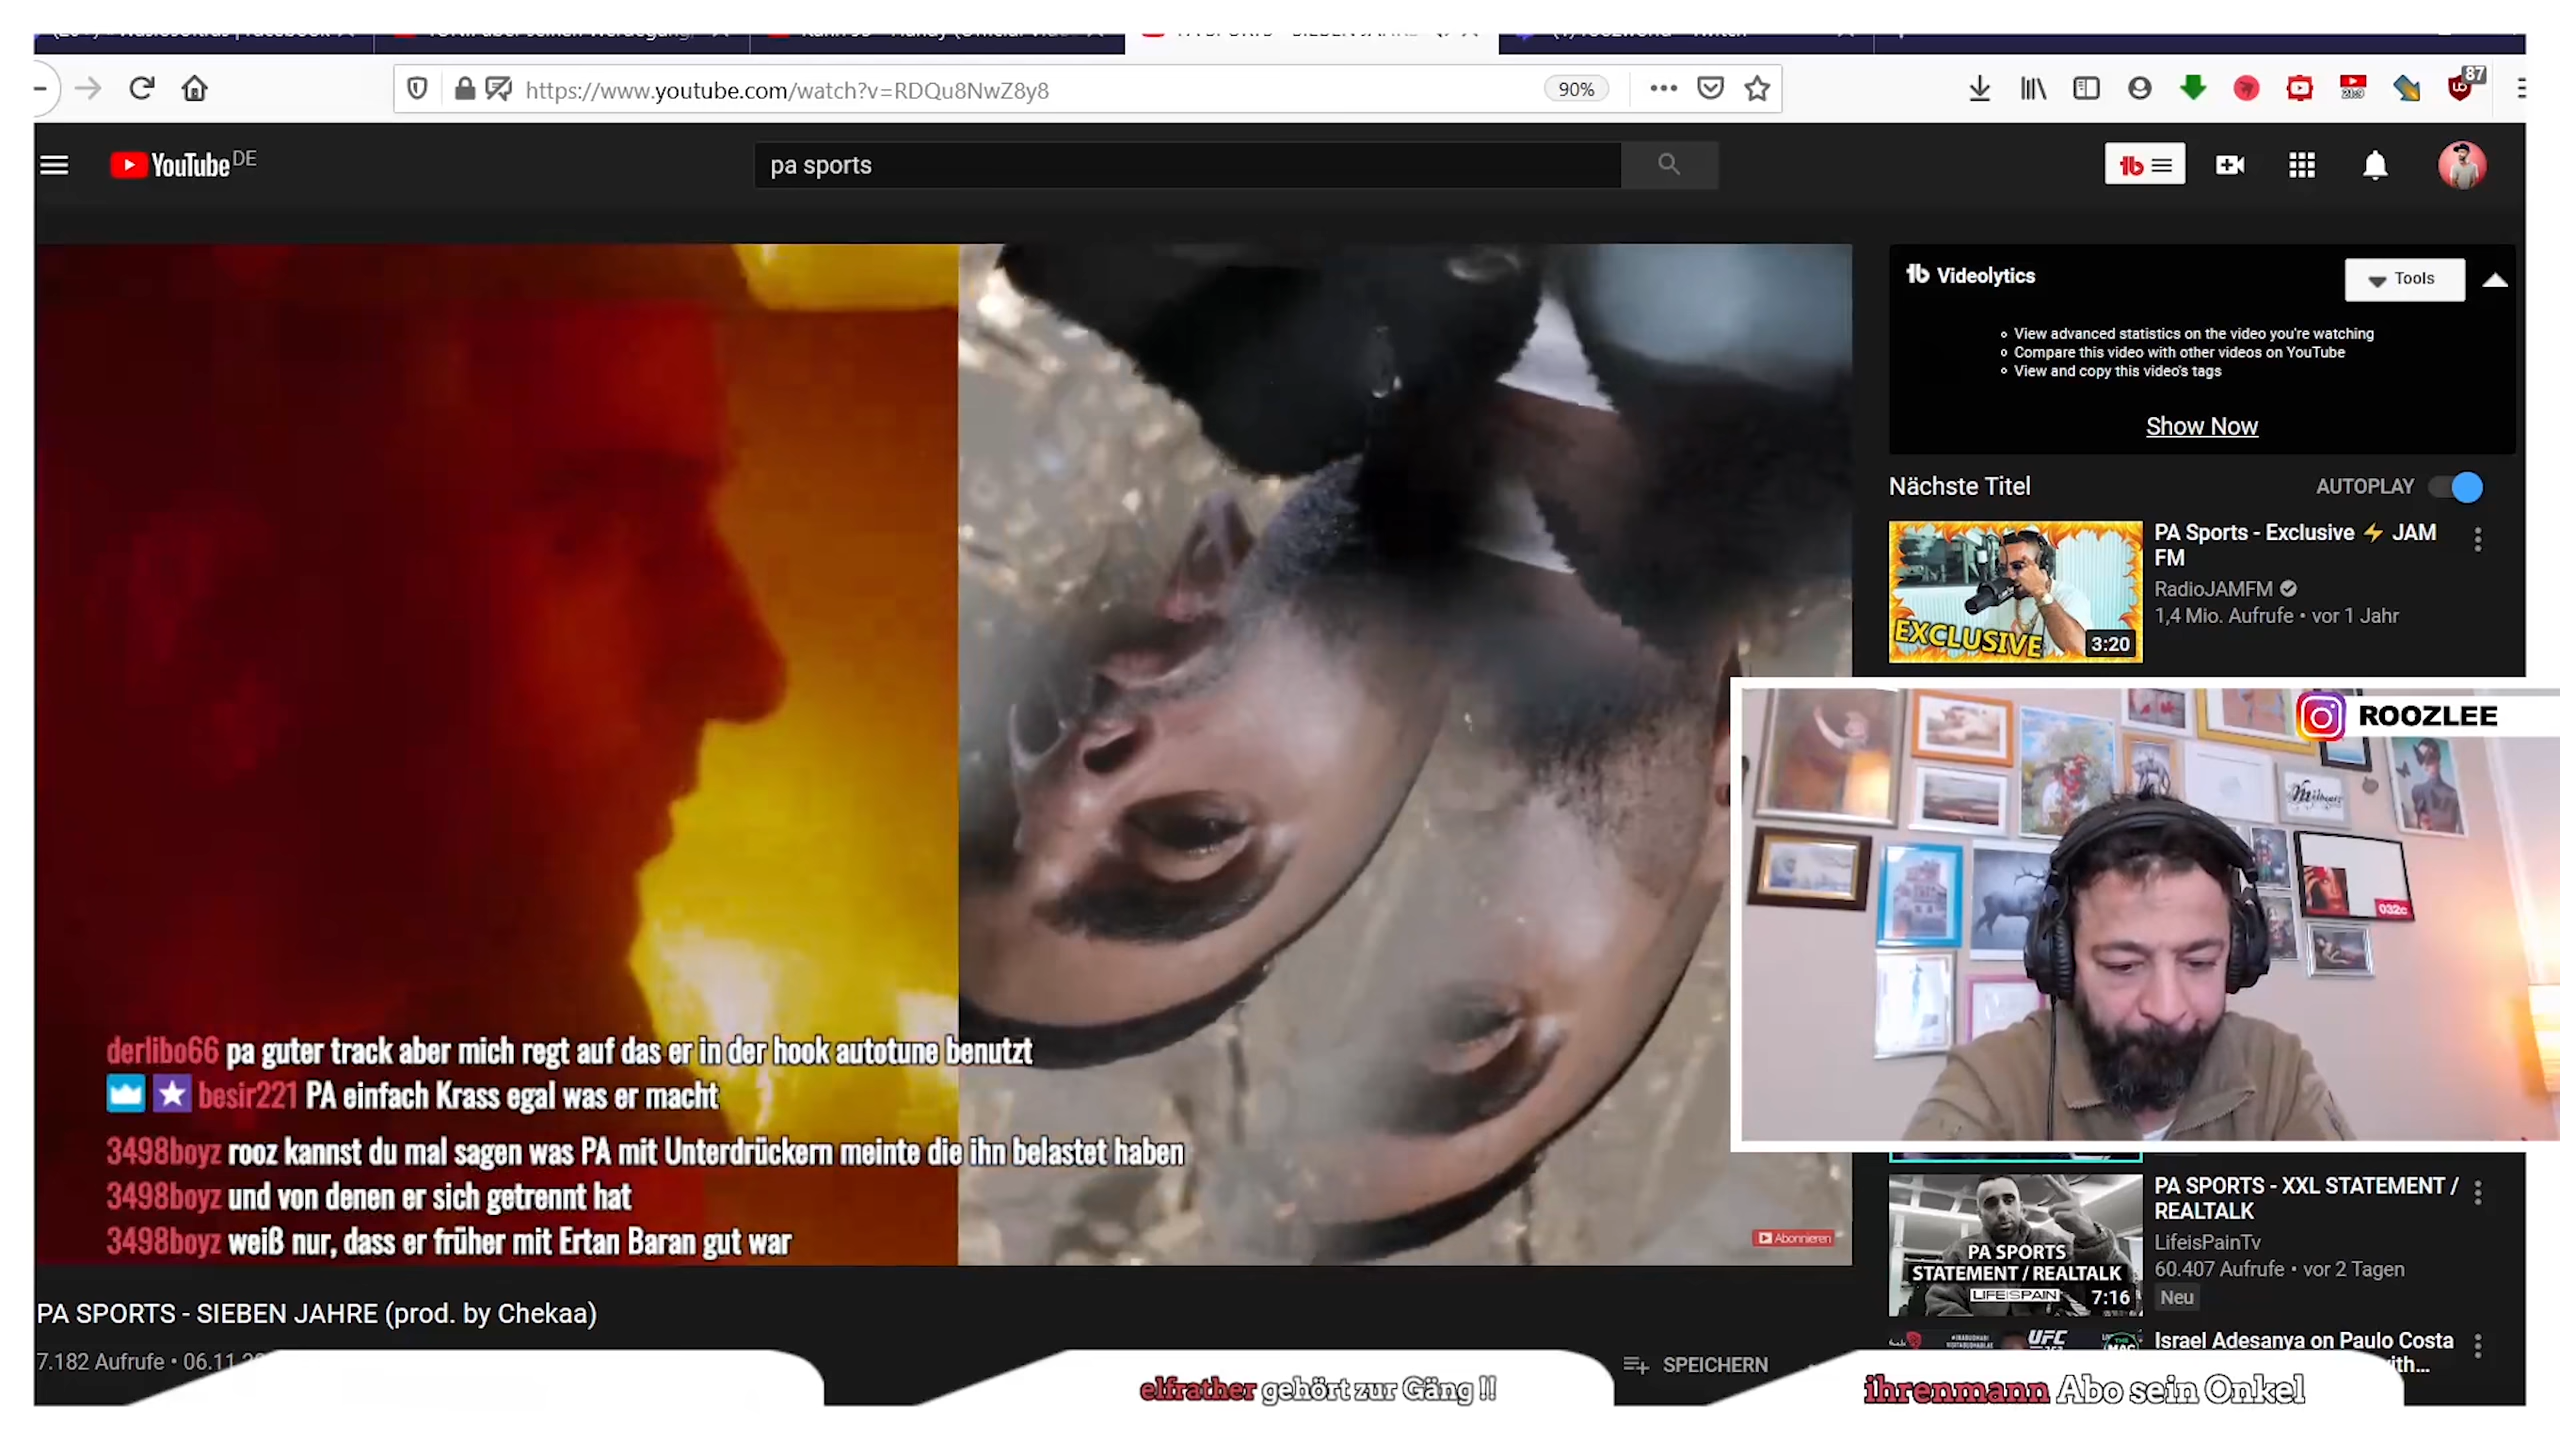 https://www.youtube.com/watch?v=RDQu8NwZ8y8
90%
87
YouTube DE
pa sports
Videolytics
Tools
View advanced statistics on the video you're watching
Compare this video with other videos on YouTube
View and copy this video's tags
Show Now
Nächste Titel
AUTOPLAY
PA Sports - Exclusive ⚡ JAM
FM
RadioJAMFM
1,4 Mio. Aufrufe • vor 1 Jahr
EXCLUSIVE
3:20
ROOZLEE
032c
derlibo66 pa guter track aber mich regt auf das er in der hook autotune benutzt
besir221 PA einfach Krass egal was er macht
3498boyz rooz kannst du mal sagen was PA mit Unterdrückern meinte die ihn belastet haben
3498boyz und von denen er sich getrennt hat
3498boyz weiß nur, dass er früher mit Ertan Baran gut war
Abonnieren
PA SPORTS - XXL STATEMENT /
REALTALK
LifeisPainTv
60.407 Aufrufe • vor 2 Tagen
Neu
PA SPORTS
STATEMENT / REALTALK
LIFEISPAIN
7:16
PA SPORTS - SIEBEN JAHRE (prod. by Chekaa)
7.182 Aufrufe • 06.11
SPEICHERN
UFC
Israel Adesanya on Paulo Costa
elfrather gehört zur Gäng !!
ihrenmann Abo sein Onkel